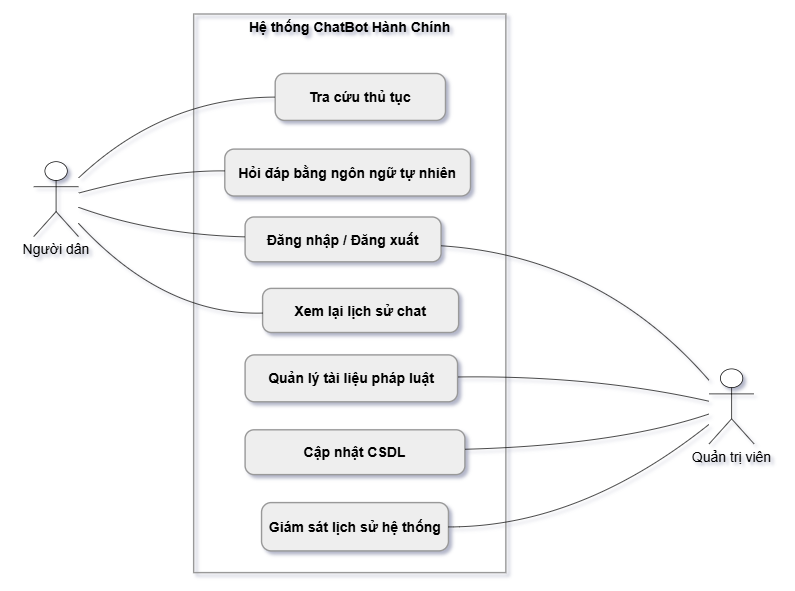 Hệ thống ChatBot Hành Chính
Tra cứu thủ tục
Hỏi đáp bằng ngôn ngữ tự nhiên
Đăng nhập / Đăng xuất
Người dân
Xem lại lịch sử chat
Quản lý tài liệu pháp luật
Cập nhật CSDL
Quản trị viên
Giám sát lịch sử hệ thống